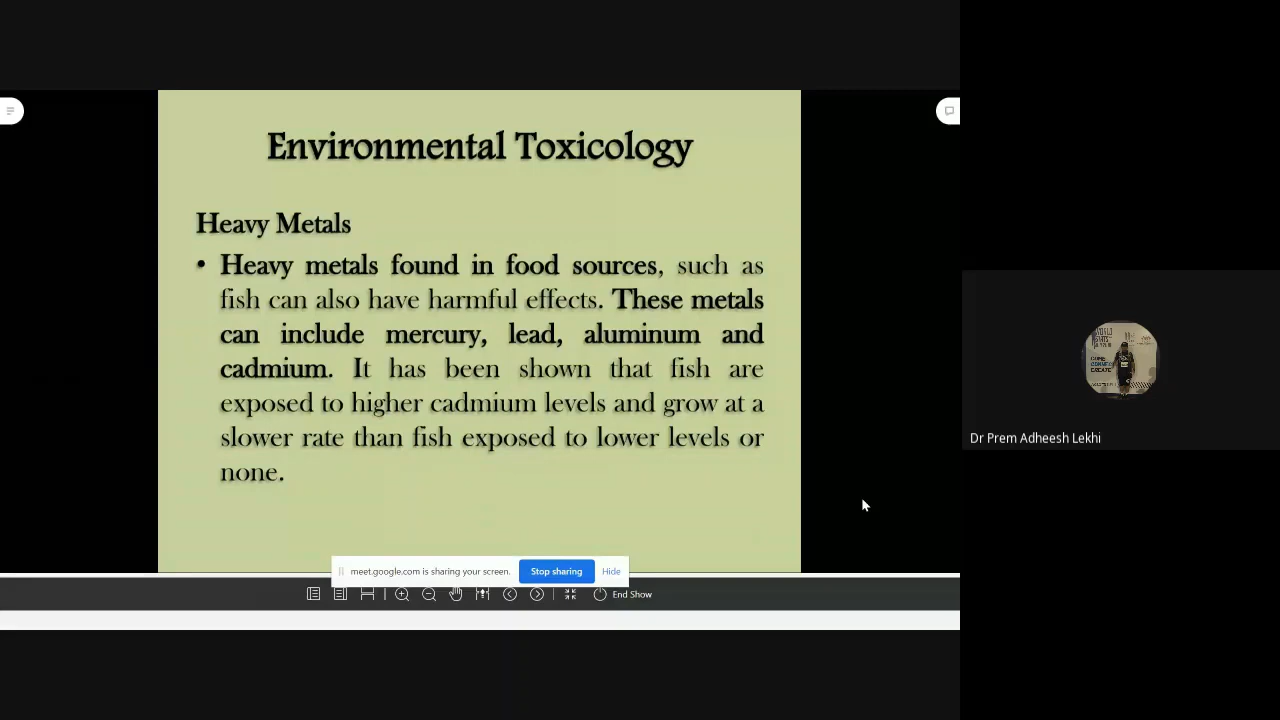 Environmental Toxicology
Heavy Metals
• Heavy metals found in food sources, such as
fish can also have harmful effects. These metals
can include mercury, lead, aluminum and
cadmium. It has been shown that fish are
exposed to higher cadmium levels and grow at a
slower rate than fish exposed to lower levels or
none.
Dr Prem Adheesh Lekhi
meet.google.com is sharing your screen. Stop sharing Hide
End Show